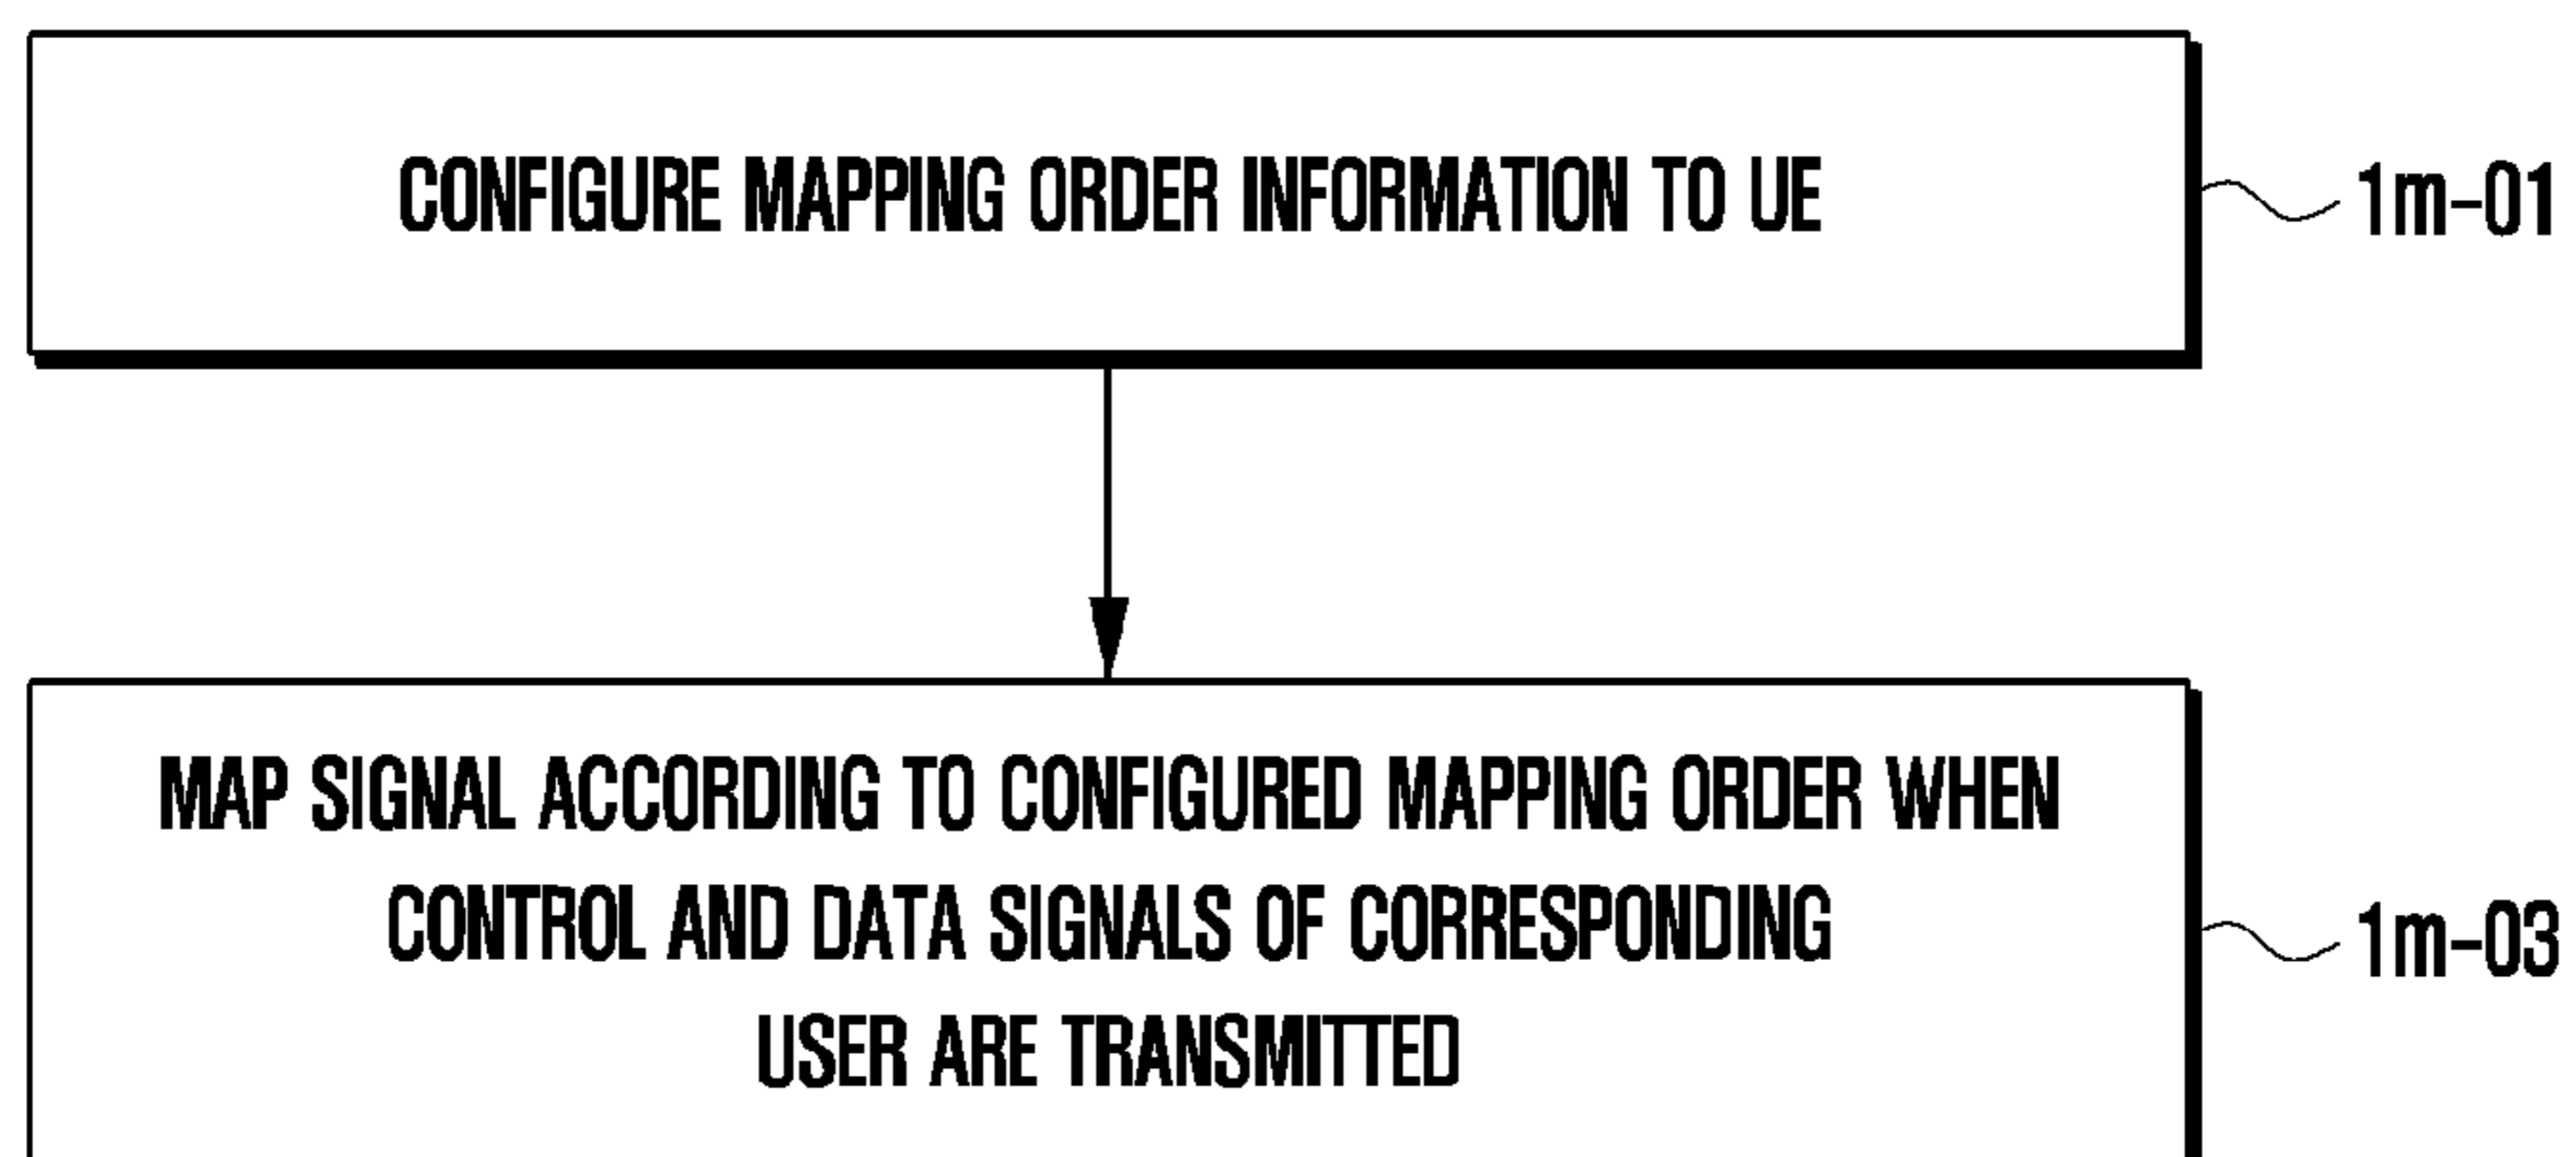 CONFIGURE MAPPING ORDER INFORMATION TO UE
1m-01
MAP SIGNAL ACCORDING TO CONFIGURED MAPPING ORDER WHEN
CONTROL AND DATA SIGNALS OF CORRESPONDING
USER ARE TRANSMITTED
1m-03